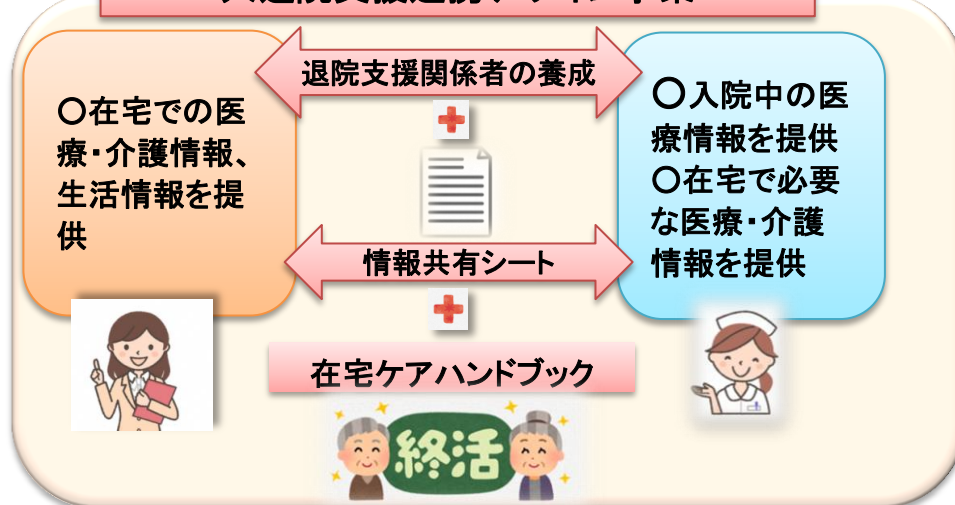 退院支援関係者の養成
〇在宅での医
療・介護情報、
生活情報を提
供
〇入院中の医
療情報を提供
〇在宅で必要
な医療・介護
情報を提供
情報共有シート
在宅ケアハンドブック
終活